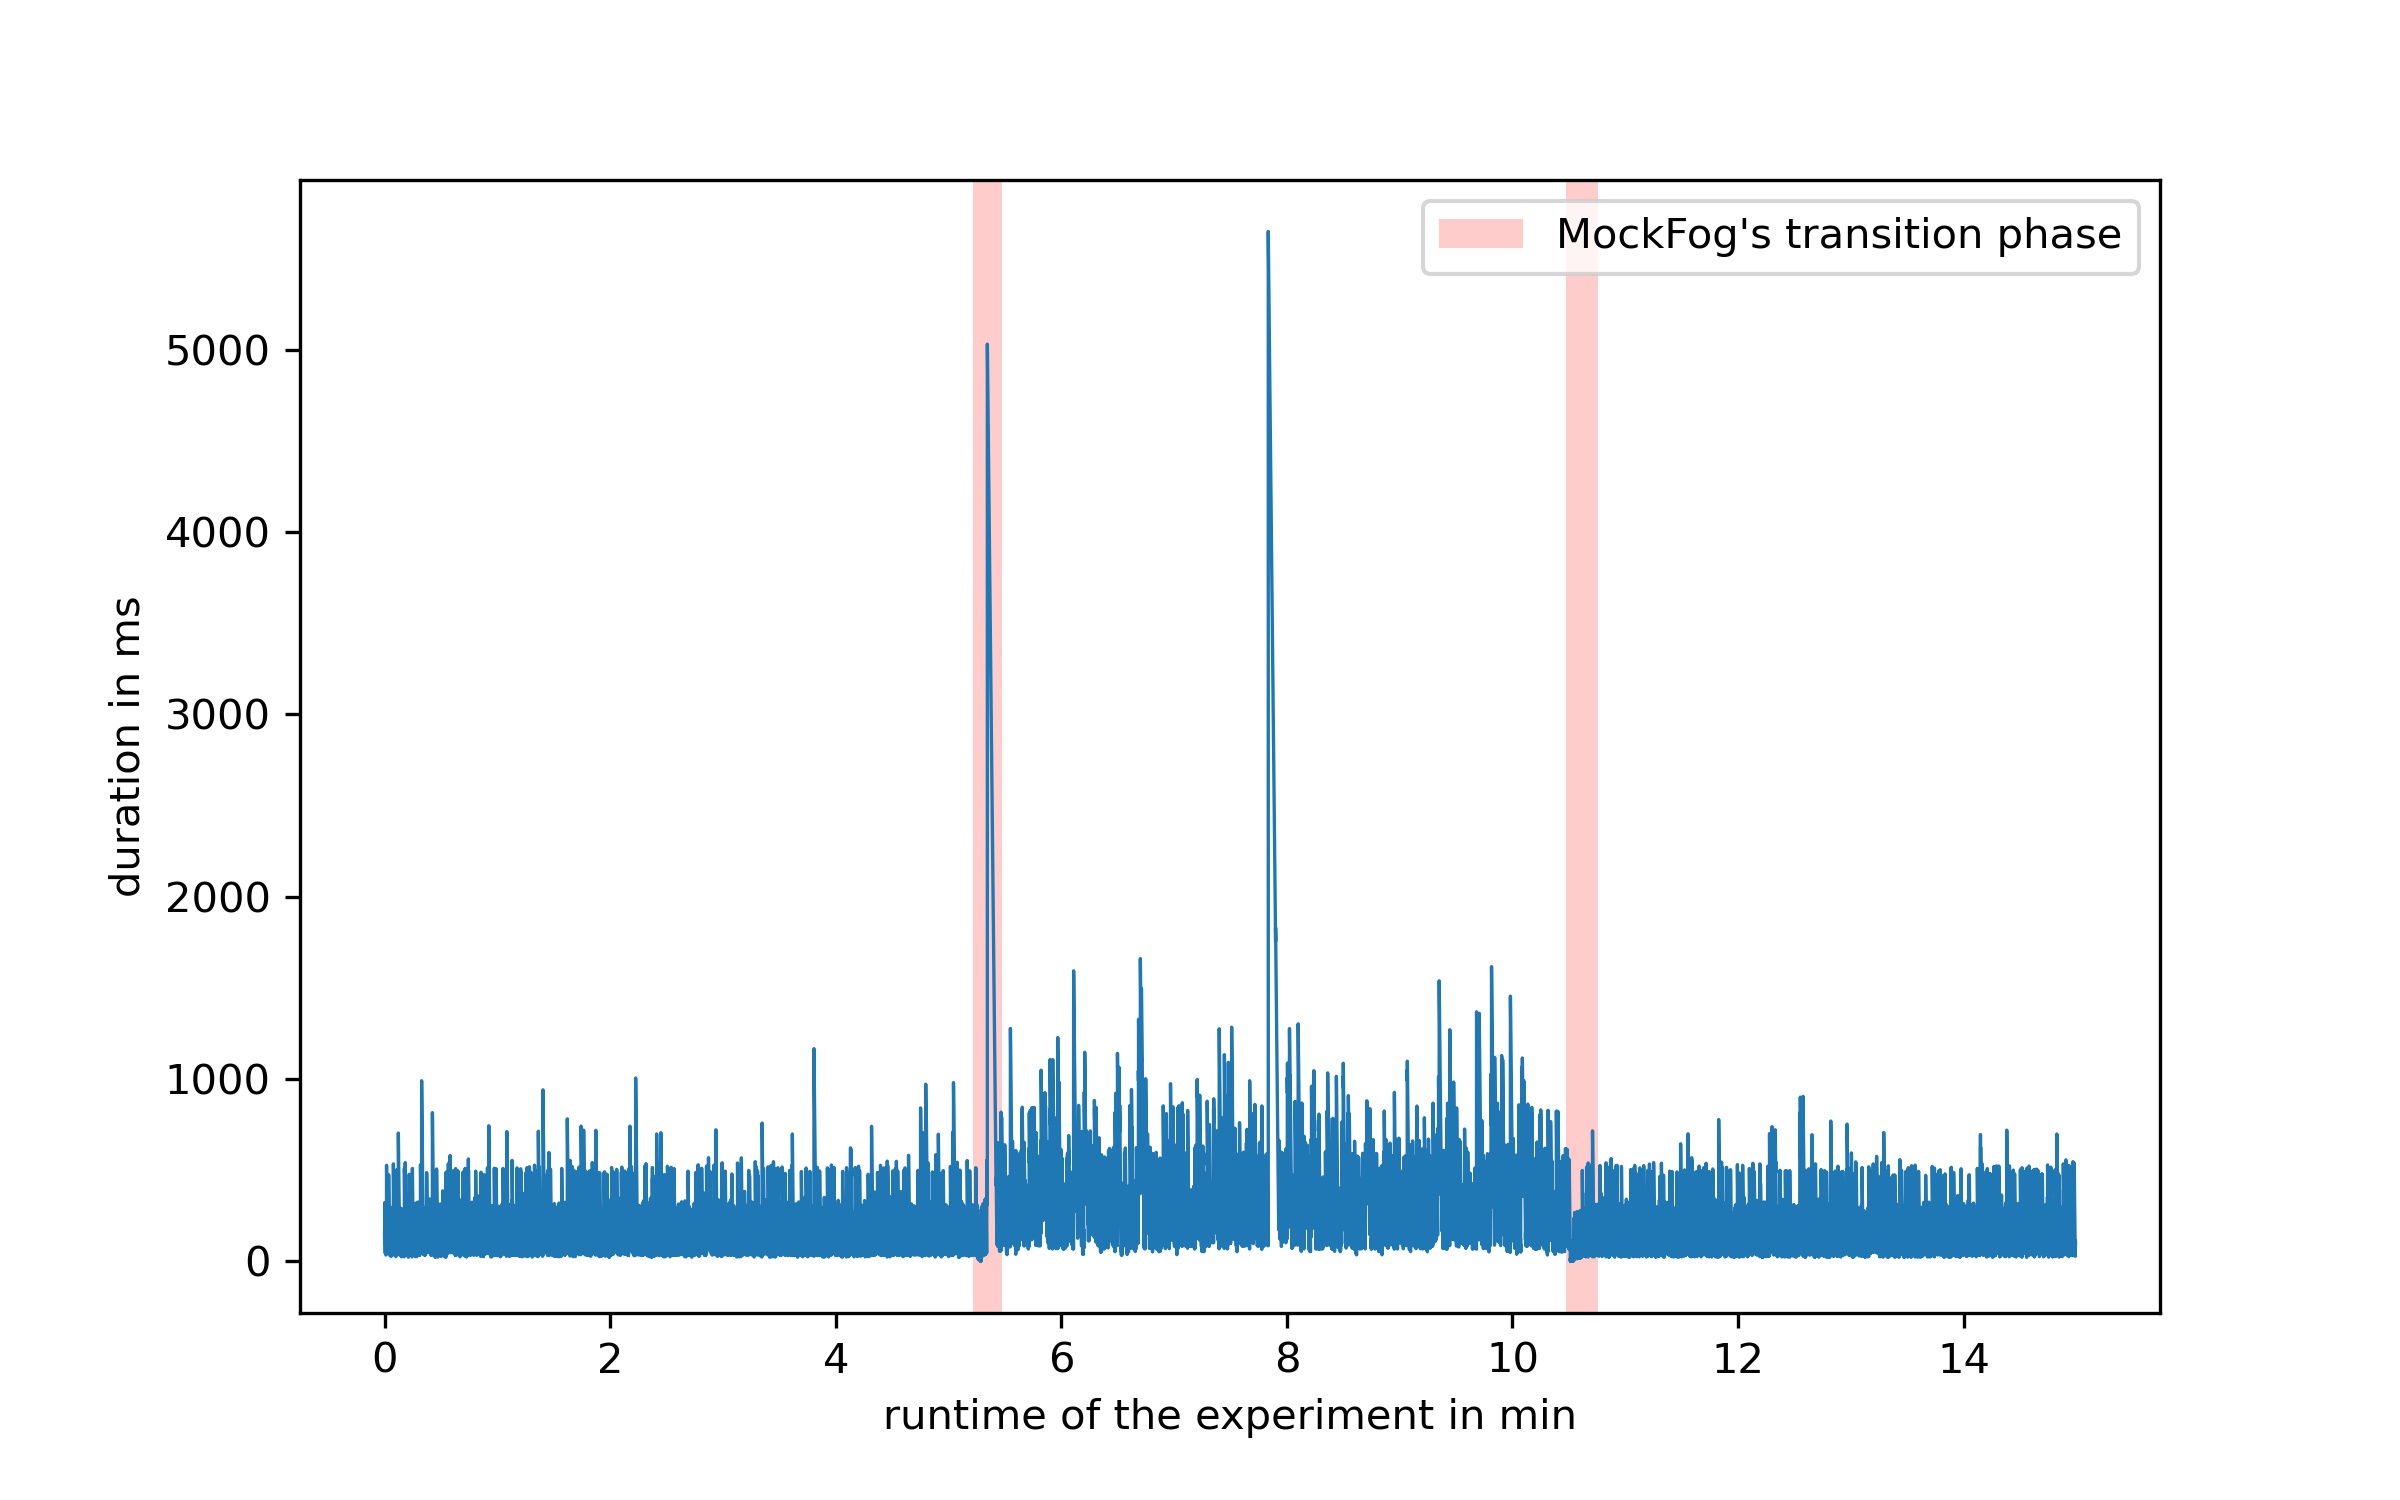 MockFog's transition phase
5000
4000
3000
2000
1000
0
duration in ms
0 2 4 6 8 10 12 14
runtime of the experiment in min